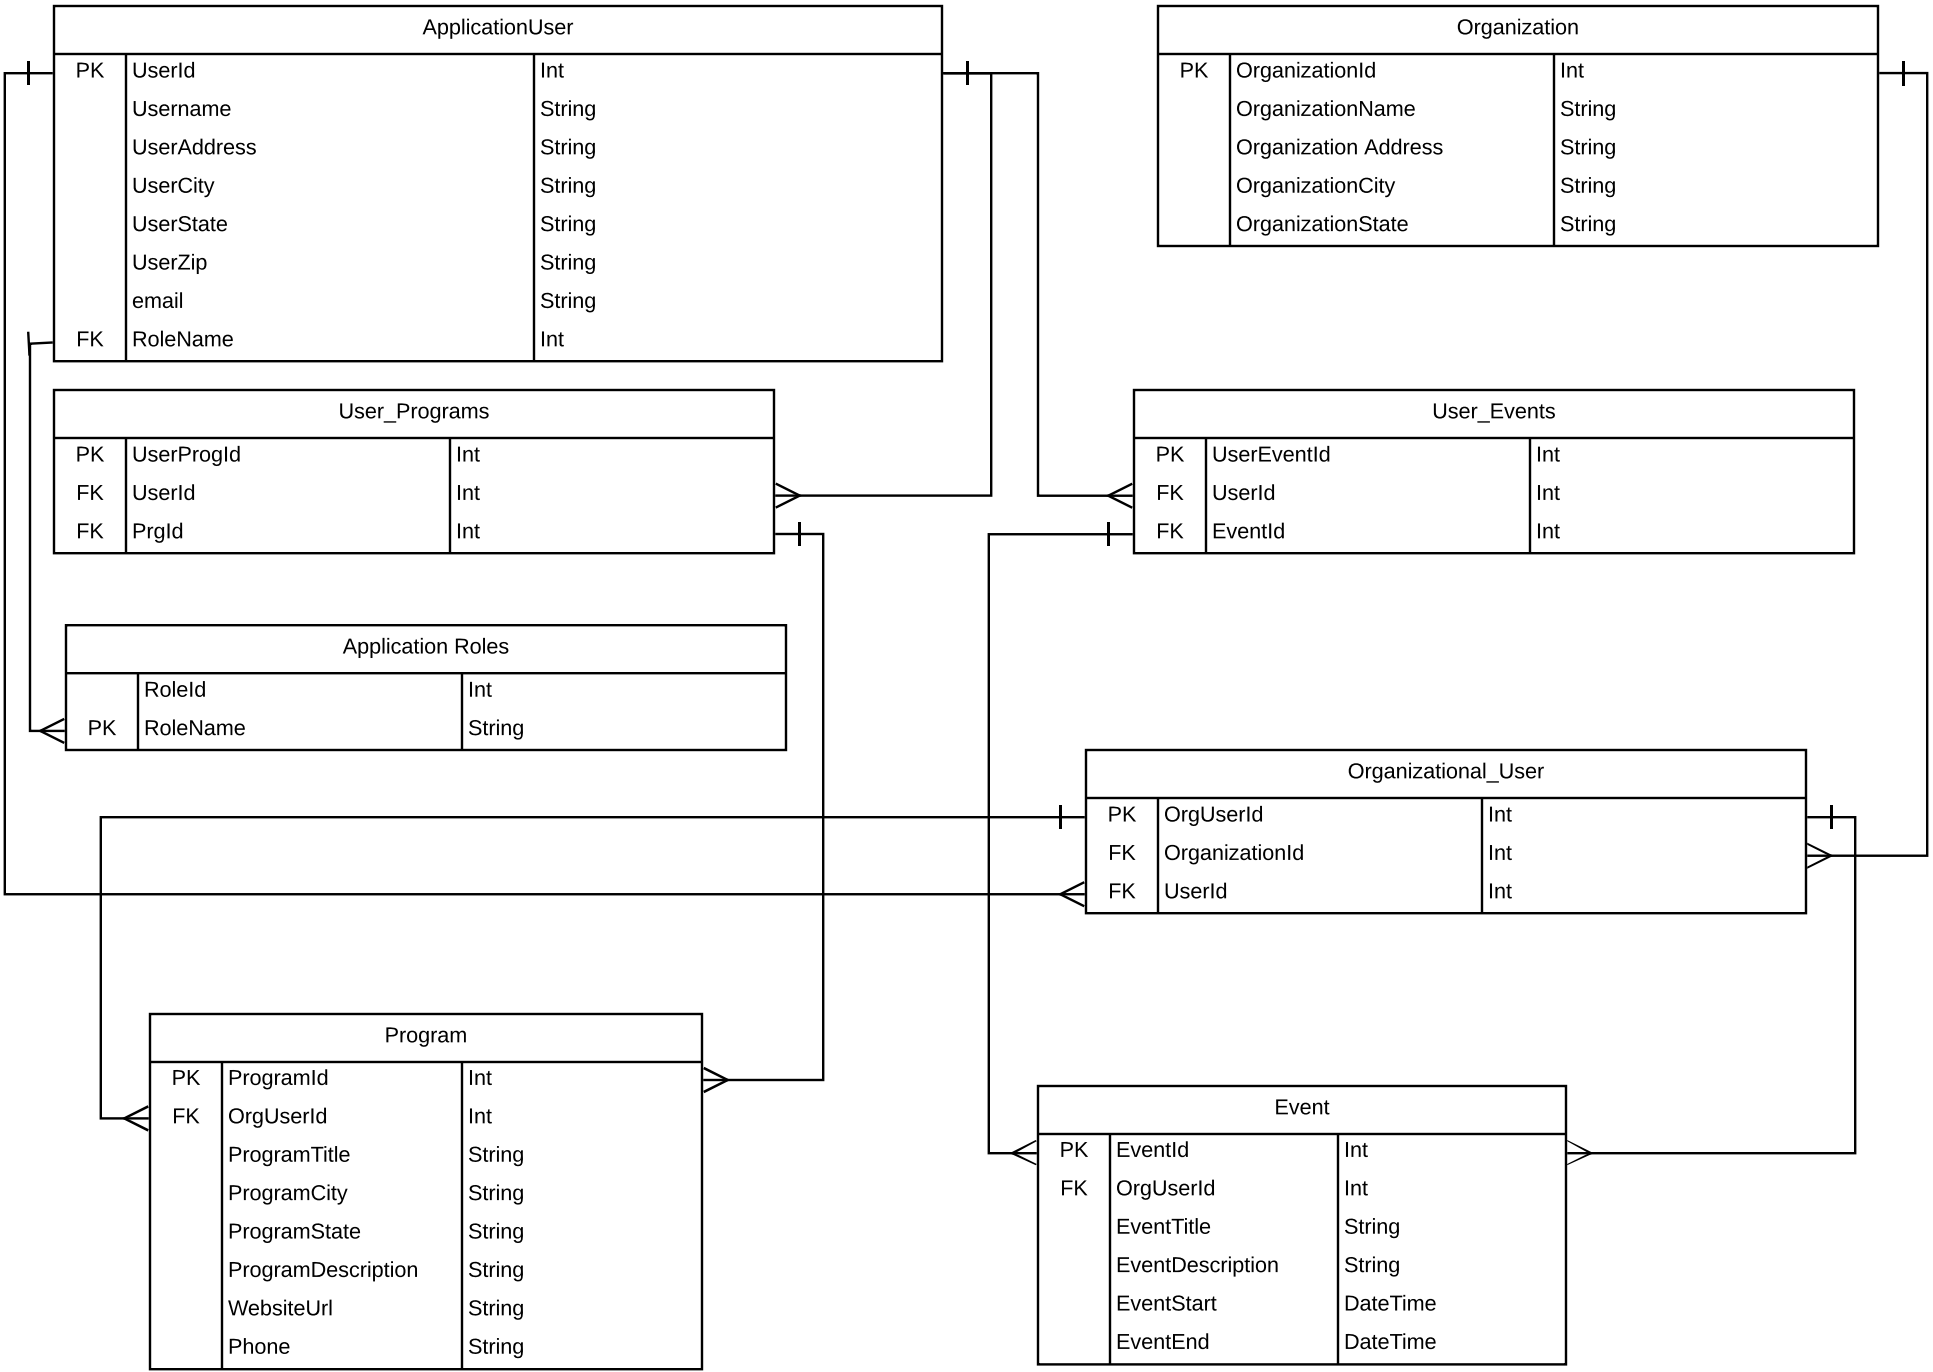 ApplicationUser
PK UserId Int
Username String
UserAddress String
UserCity String
UserState String
UserZip String
email String
FK RoleName Int
Organization
PK OrganizationId Int
OrganizationName String
Organization Address String
OrganizationCity String
OrganizationState String
User_Programs
PK UserProgId Int
FK UserId Int
FK PrgId Int
User_Events
PK UserEventId Int
FK UserId Int
FK EventId Int
Application Roles
RoleId Int
PK RoleName String
Organizational_User
PK OrgUserId Int
FK OrganizationId Int
FK UserId Int
Program
PK ProgramId Int
FK OrgUserId Int
ProgramTitle String
ProgramCity String
ProgramState String
ProgramDescription String
WebsiteUrl String
Phone String
Event
PK EventId Int
FK OrgUserId Int
EventTitle String
EventDescription String
EventStart DateTime
EventEnd DateTime